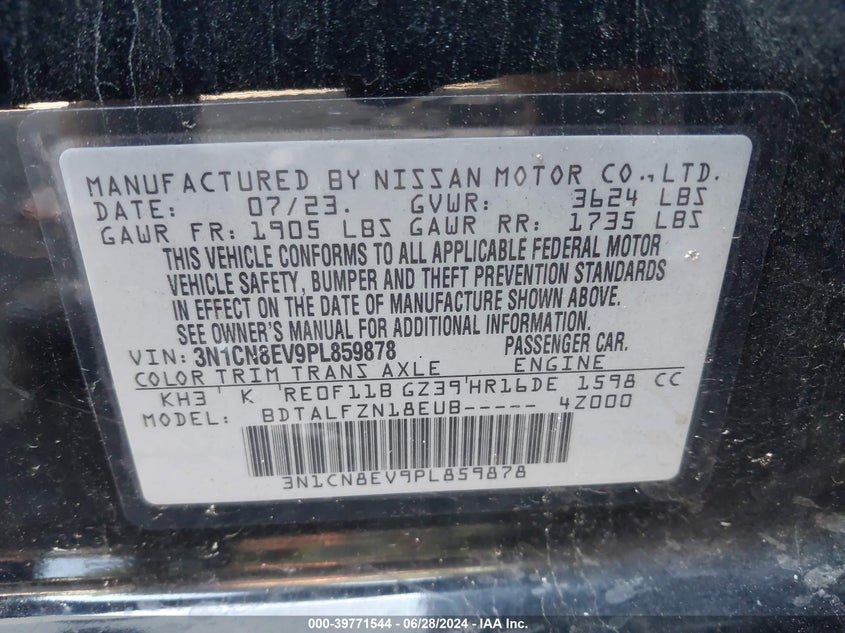 MANUFACTURED BY NISSAN MOTOR CO.,LTD.
DATE: 07/23. GVWR: 3624 LBS
GAWR FR: 1905 LBS GAWR RR: 1735 LBS
THIS VEHICLE CONFORMS TO ALL APPLICABLE FEDERAL MOTOR
VEHICLE SAFETY, BUMPER AND THEFT PREVENTION STANDARDS
IN EFFECT ON THE DATE OF MANUFACTURE SHOWN ABOVE.
SEE OWNER'S MANUAL FOR ADDITIONAL INFORMATION.
VIN: 3N1CN8EV9PL859878 PASSENGER CAR.
COLOR TRIM TRANS AXLE ENGINE
KH3 K RE0F11B GZ39 HR16DE 1598 CC
MODEL: BDTALFZN18EUB----- 4Z000
3N1CN8EV9PL859878
000-39771544 / 06/28/2024 / IAA Inc.